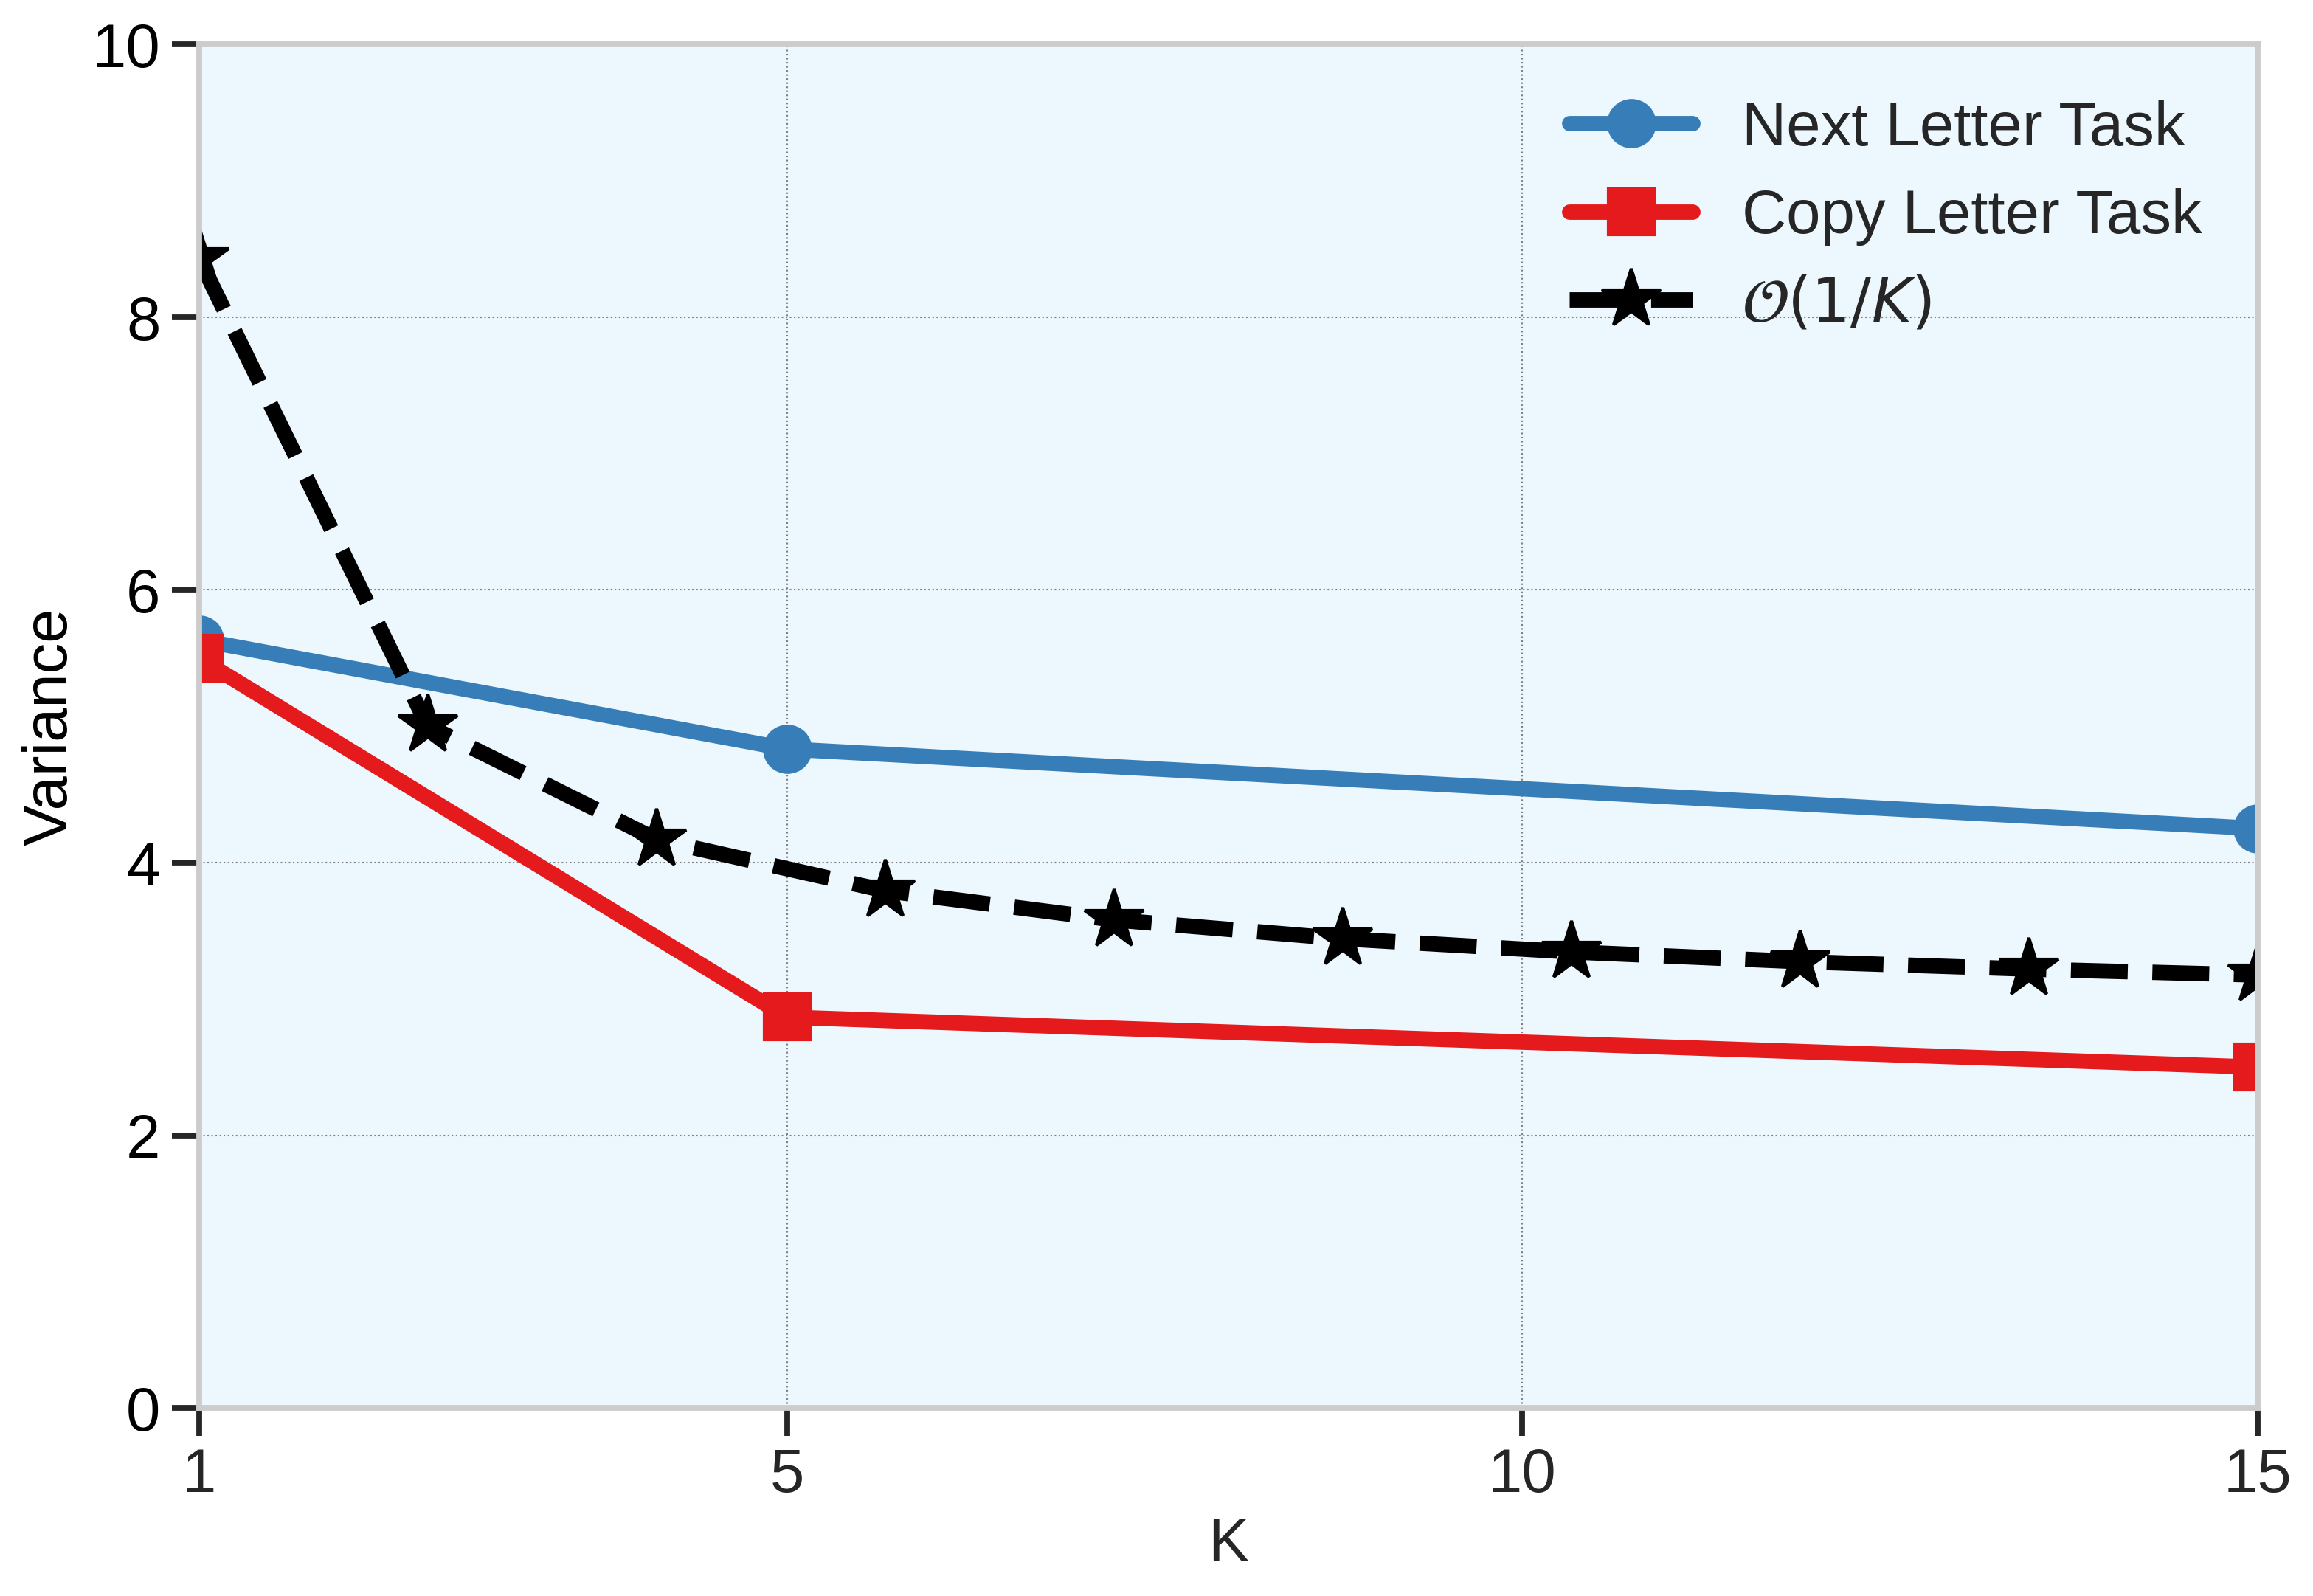 10
8
6
4
2
0
Variance
Next Letter Task
Copy Letter Task
𝒪(1/K)
1 5 10 15
K